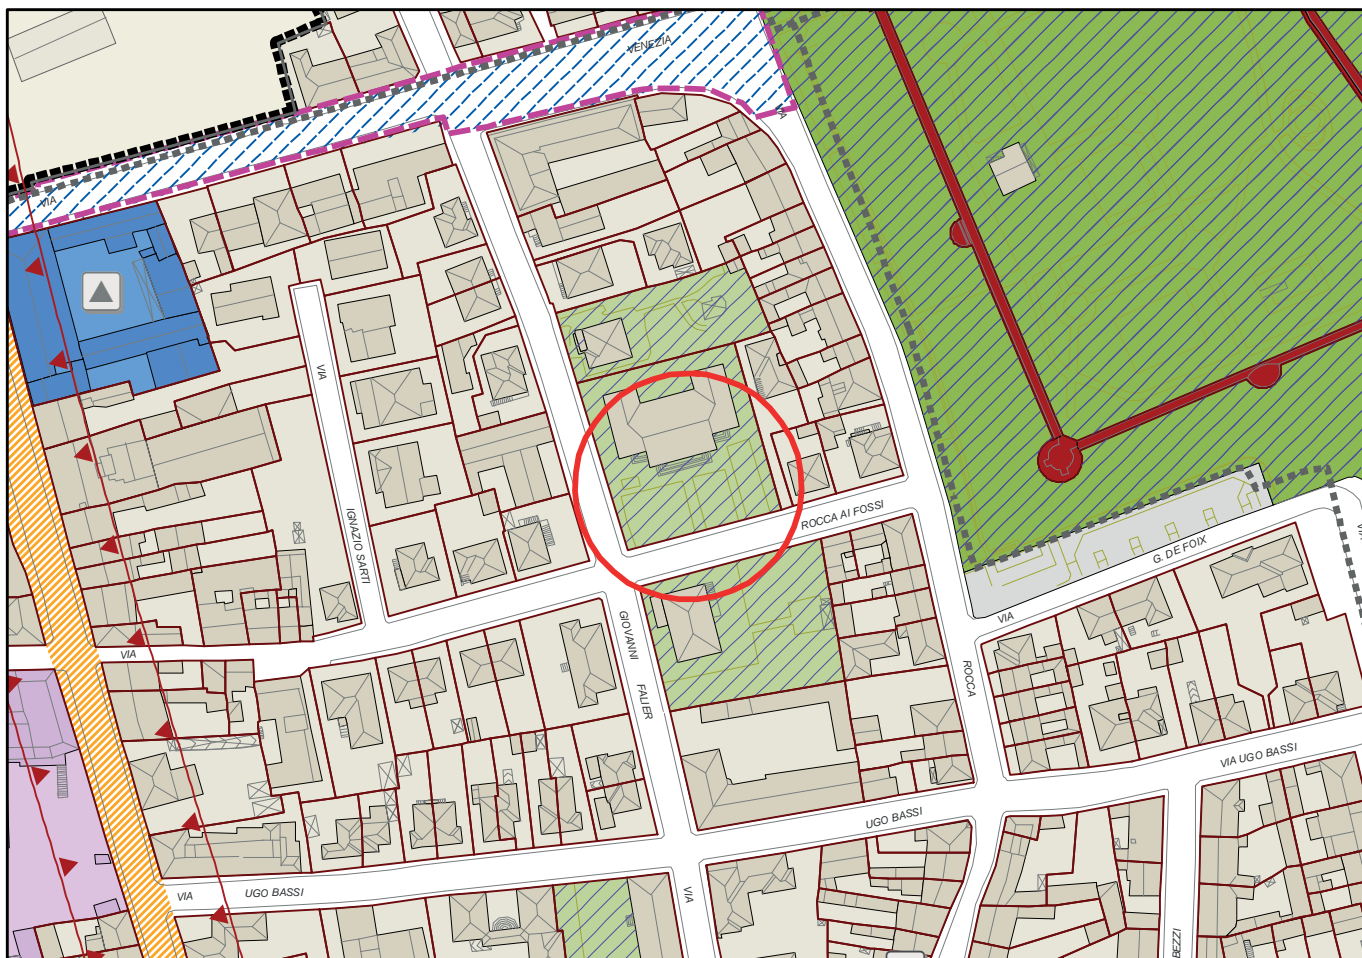 VENEZIA
VIA
VIA
VIA
IGNAZIO SARTI
ROCCA AI FOSSI
G. DE FOIX
VIA
VIA
VIA
GIOVANNI
FALIER
ROCCA
VIA UGO BASSI
UGO BASSI
VIA
UGO BASSI
VIA
BEZZI